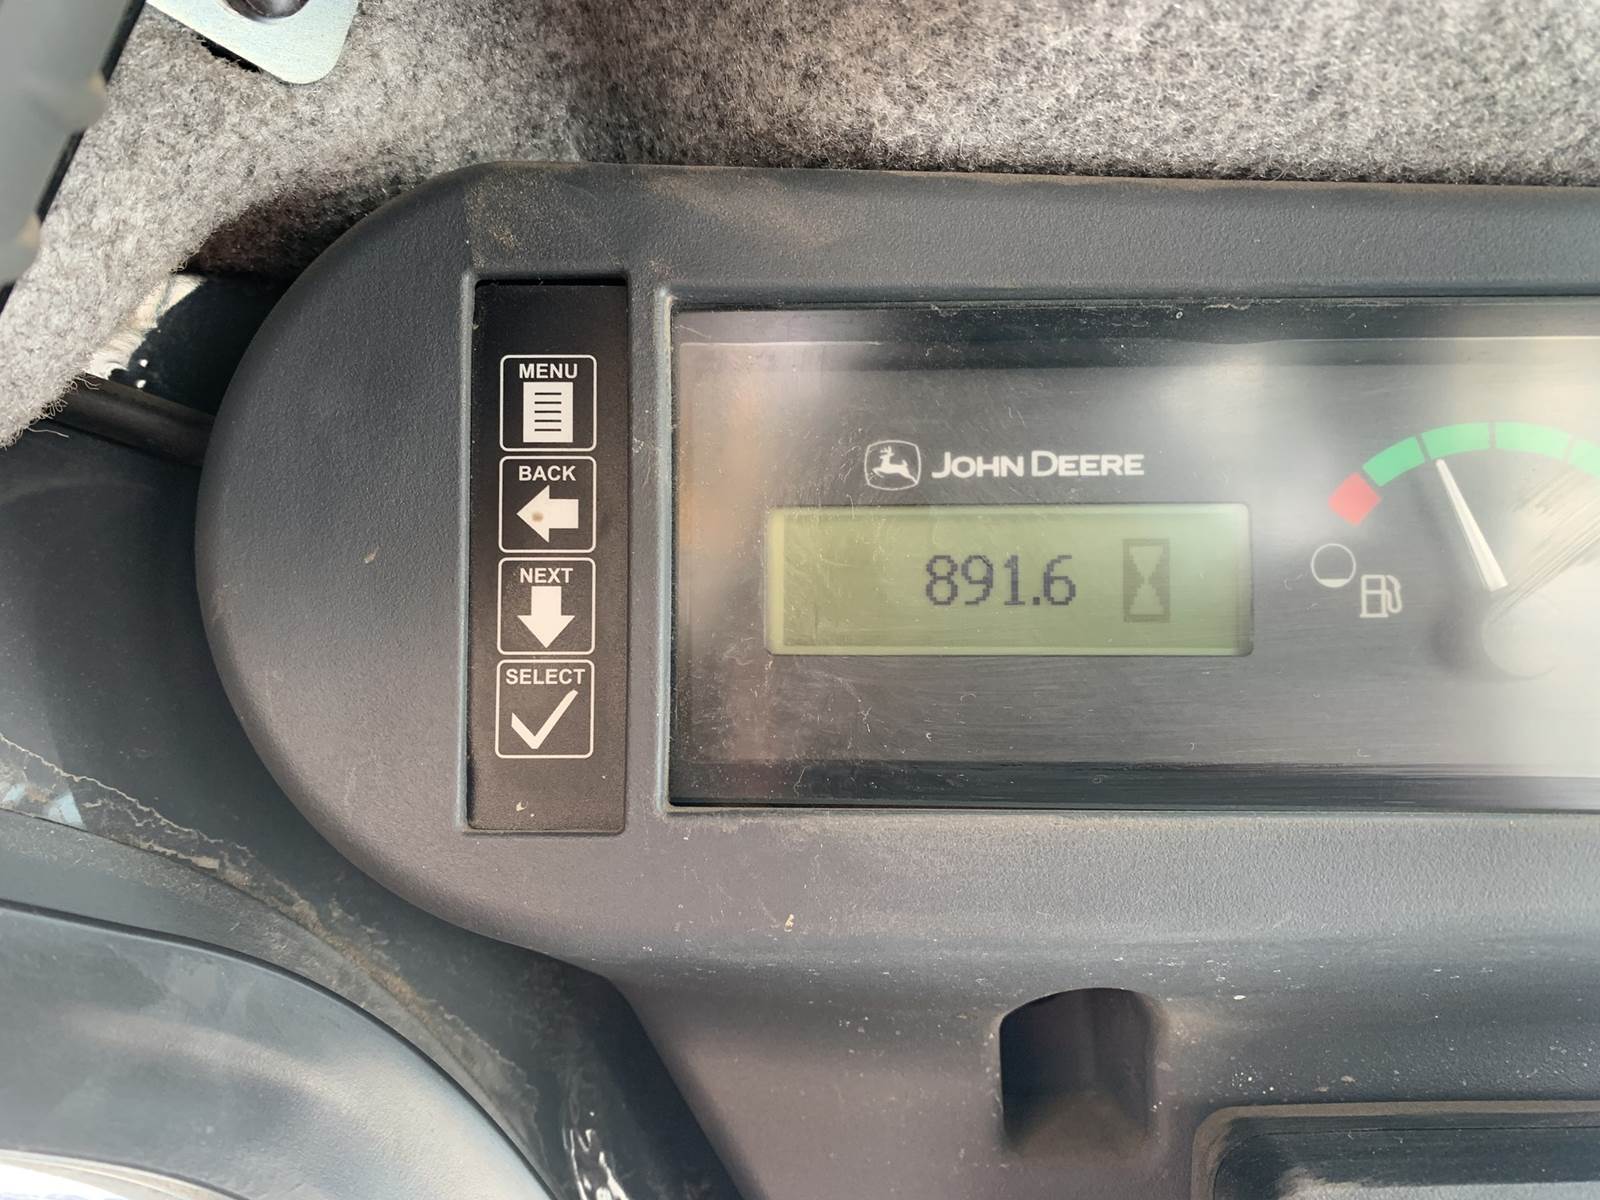 MENU
BACK
NEXT
SELECT
JOHN DEERE
891.6